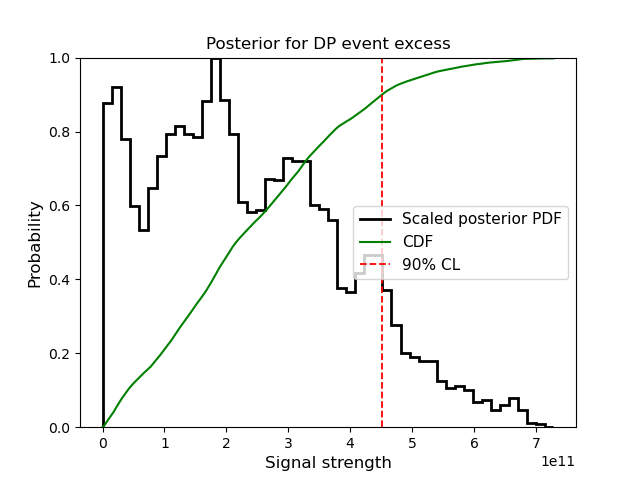 Posterior for DP event excess
1.0
0.8
0.6
0.4
0.2
0.0
Probability
Scaled posterior PDF
CDF
90% CL
0 1 2 3 4 5 6 7
1e11
Signal strength